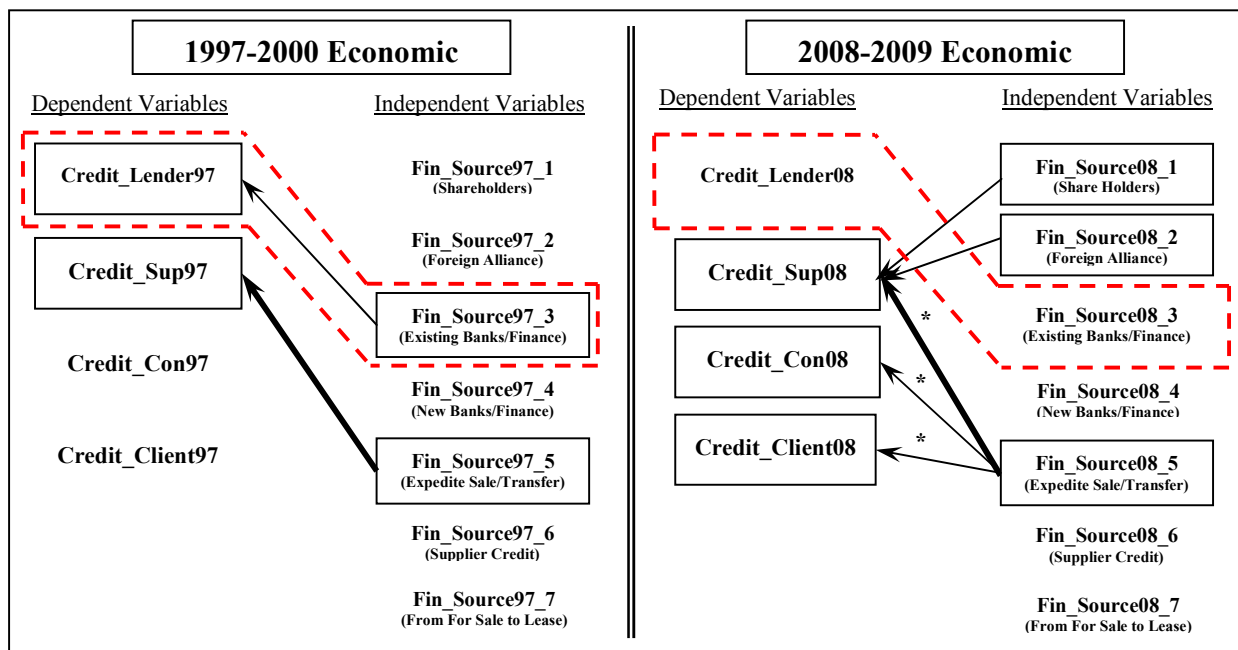 1997-2000 Economic
Dependent Variables
Independent Variables
Credit_Lender97
Credit_Sup97
Credit_Con97
Credit_Client97
Fin_Source97_1
(Shareholders)
Fin_Source97_2
(Foreign Alliance)
Fin_Source97_3
(Existing Banks/Finance)
Fin_Source97_4
(New Banks/Finance)
Fin_Source97_5
(Expedite Sale/Transfer)
Fin_Source97_6
(Supplier Credit)
Fin_Source97_7
(From For Sale to Lease)
2008-2009 Economic
Dependent Variables
Independent Variables
Credit_Lender08
Credit_Sup08
Credit_Con08
Credit_Client08
*
*
*
Fin_Source08_1
(Share Holders)
Fin_Source08_2
(Foreign Alliance)
Fin_Source08_3
(Existing Banks/Finance)
Fin_Source08_4
(New Banks/Finance)
Fin_Source08_5
(Expedite Sale/Transfer)
Fin_Source08_6
(Supplier Credit)
Fin_Source08_7
(From For Sale to Lease)